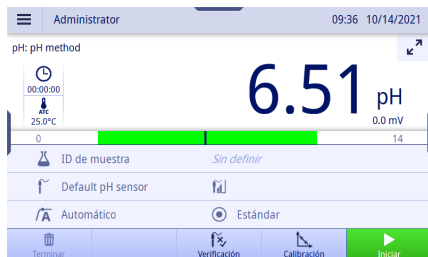 Administrator 09:36 10/14/2021
pH: pH method
00:00:00
6.51 pH
ATC
25.0°C
0.0 mV
0 14
ID de muestra Sin definir
Default pH sensor
Automático Estándar
Terminar Verificación Calibración Iniciar